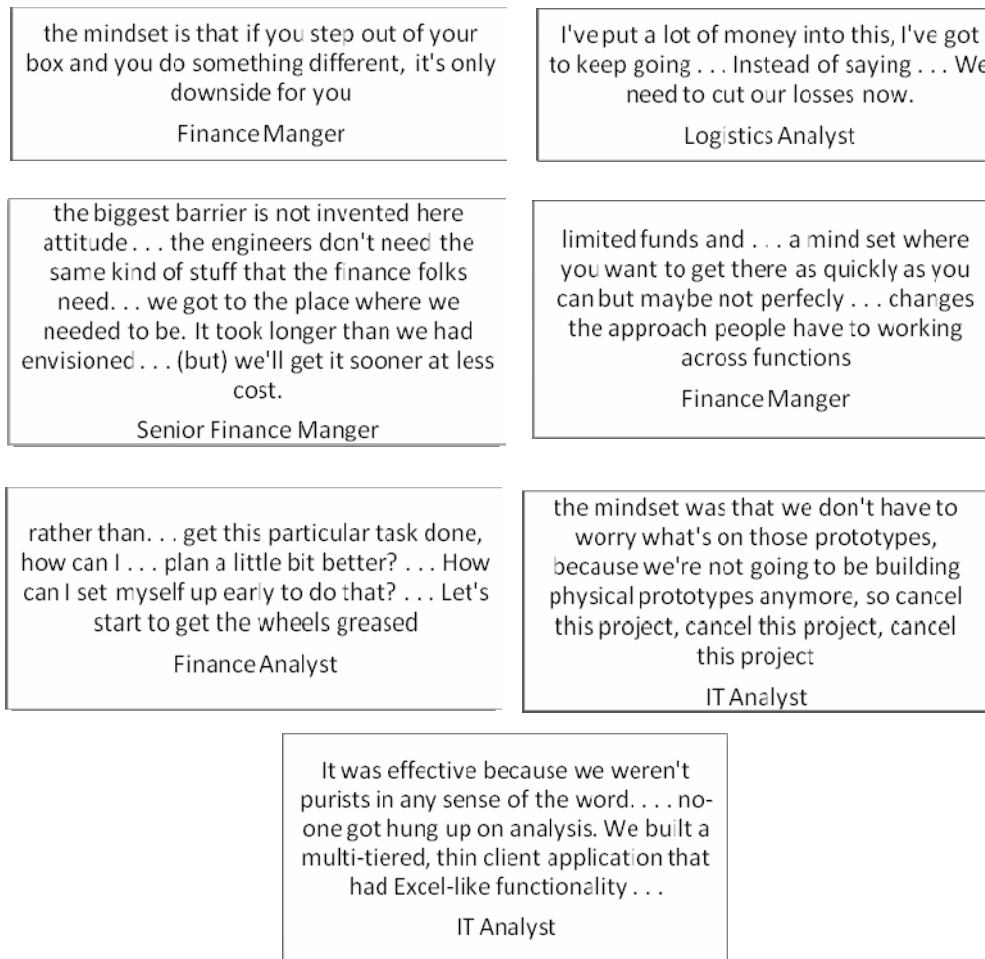 the mindset is that if you step out of your
box and you do something different, it's only
downside for you
Finance Manger
I've put a lot of money into this, I've got
to keep going . . . Instead of saying . . . We
need to cut our losses now.
Logistics Analyst
the biggest barrier is not invented here
attitude . . . the engineers don't need the
same kind of stuff that the finance folks
need. . . we got to the place where we
needed to be. It took longer than we had
envisioned . . . (but) we'll get it sooner at less
cost.
Senior Finance Manger
limited funds and . . . a mind set where
you want to get there as quickly as you
can but maybe not perfecly . . . changes
the approach people have to working
across functions
Finance Manger
rather than. . . get this particular task done,
how can I . . . plan a little bit better? . . . How
can I set myself up early to do that? . . . Let's
start to get the wheels greased
Finance Analyst
the mindset was that we don't have to
worry what's on those prototypes,
because we're not going to be building
physical prototypes anymore, so cancel
this project, cancel this project, cancel
this project
IT Analyst
It was effective because we weren't
purists in any sense of the word. . . . no-
one got hung up on analysis. We built a
multi-tiered, thin client application that
had Excel-like functionality . . .
IT Analyst